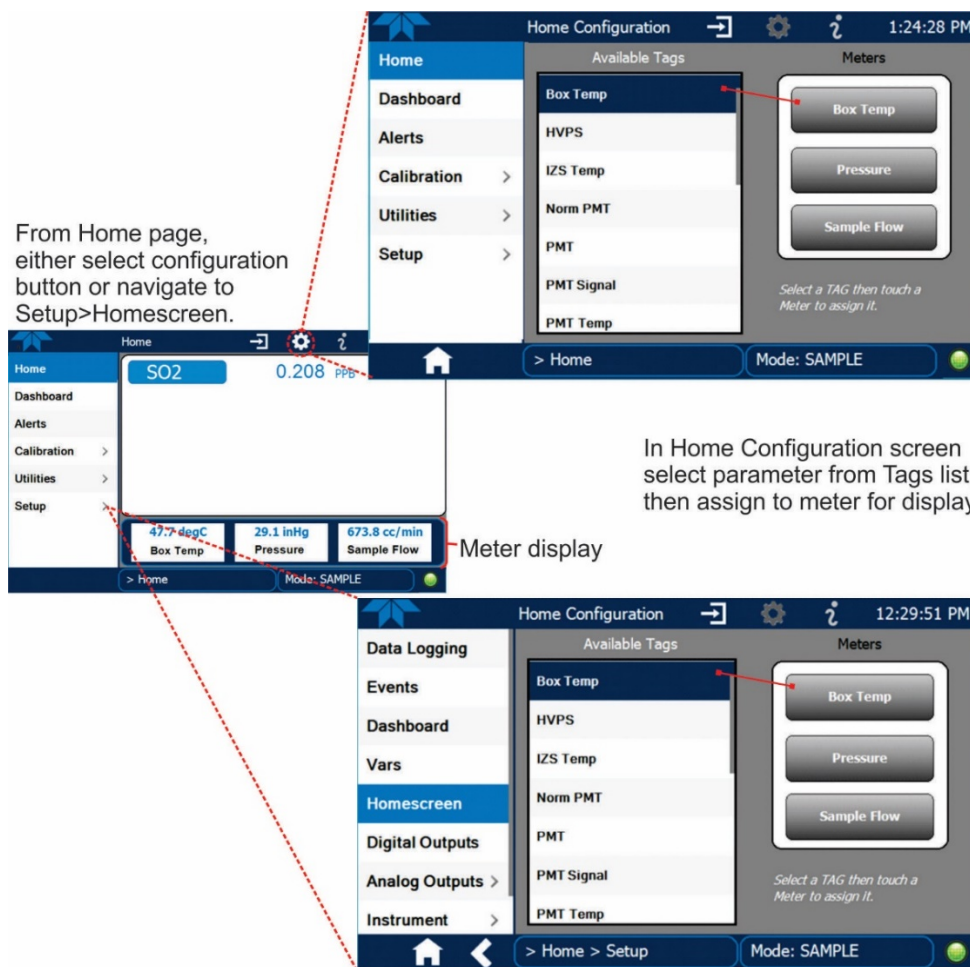 Home Configuration 1:24:28 PM
Home
Dashboard
Alerts
Calibration >
Utilities >
Setup >
Available Tags
Box Temp
HVPS
IZS Temp
Norm PMT
PMT
PMT Signal
PMT Temp
Meters
Box Temp
Pressure
Sample Flow
Select a TAG then touch a
Meter to assign it.
> Home
Mode: SAMPLE
From Home page,
either select configuration
button or navigate to
Setup>Homescreen.
Home
Home
Dashboard
Alerts
Calibration >
Utilities >
Setup >
SO2 0.208 PPB
47.7 degC
Box Temp
29.1 inHg
Pressure
673.8 cc/min
Sample Flow
> Home
Mode: SAMPLE
Meter display
In Home Configuration screen
select parameter from Tags list
then assign to meter for display
Home Configuration 12:29:51 PM
Data Logging
Events
Dashboard
Vars
Homescreen
Digital Outputs
Analog Outputs >
Instrument >
Available Tags
Box Temp
HVPS
IZS Temp
Norm PMT
PMT
PMT Signal
PMT Temp
Meters
Box Temp
Pressure
Sample Flow
Select a TAG then touch a
Meter to assign it.
> Home > Setup
Mode: SAMPLE